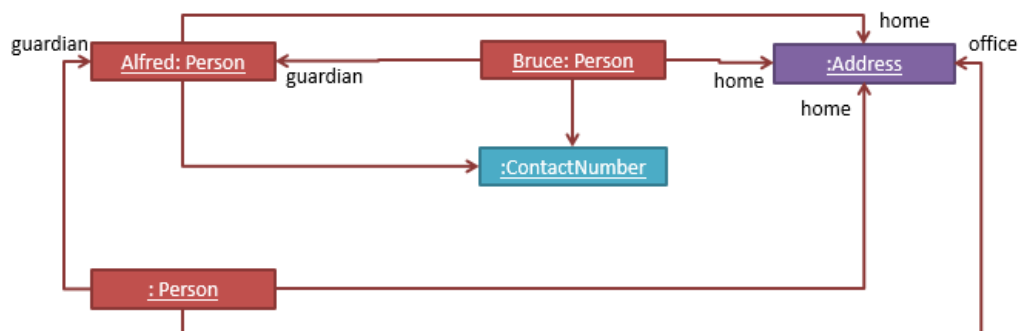 home
guardian
office
Alfred: Person
Bruce: Person
:Address
guardian
home
home
:ContactNumber
: Person